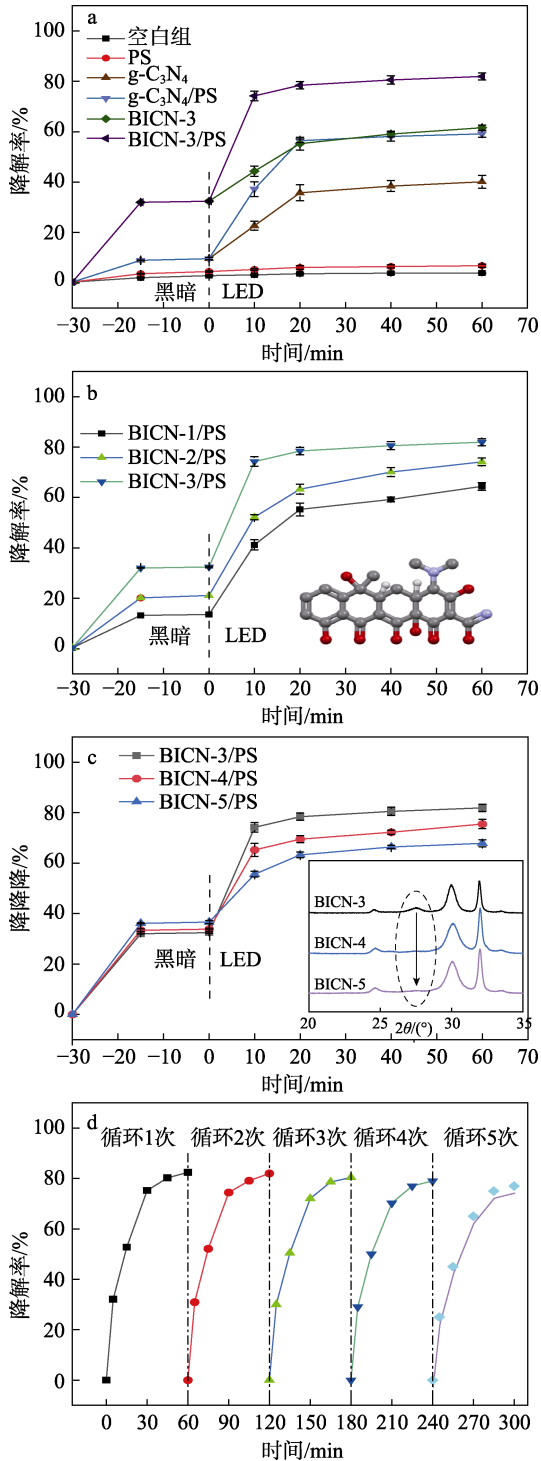 a
空白组
PS
g-C₃N₄
g-C₃N₄/PS
BICN-3
BICN-3/PS
降解率/%
100
80
60
40
20
0
黑暗 LED
−30 −20 −10 0 10 20 30 40 50 60 70
时间/min
b
BICN-1/PS
BICN-2/PS
BICN-3/PS
降解率/%
100
80
60
40
20
0
黑暗 LED
−30 −20 −10 0 10 20 30 40 50 60 70
时间/min
c
BICN-3/PS
BICN-4/PS
BICN-5/PS
降降降/%
100
80
60
40
20
0
黑暗 LED
BICN-3
BICN-4
BICN-5
20 25 30 35
2θ/(°)
−30 −20 −10 0 10 20 30 40 50 60 70
时间/min
d
循环1次 循环2次 循环3次 循环4次 循环5次
降解率/%
100
80
60
40
20
0
0 30 60 90 120 150 180 210 240 270 300
时间/min